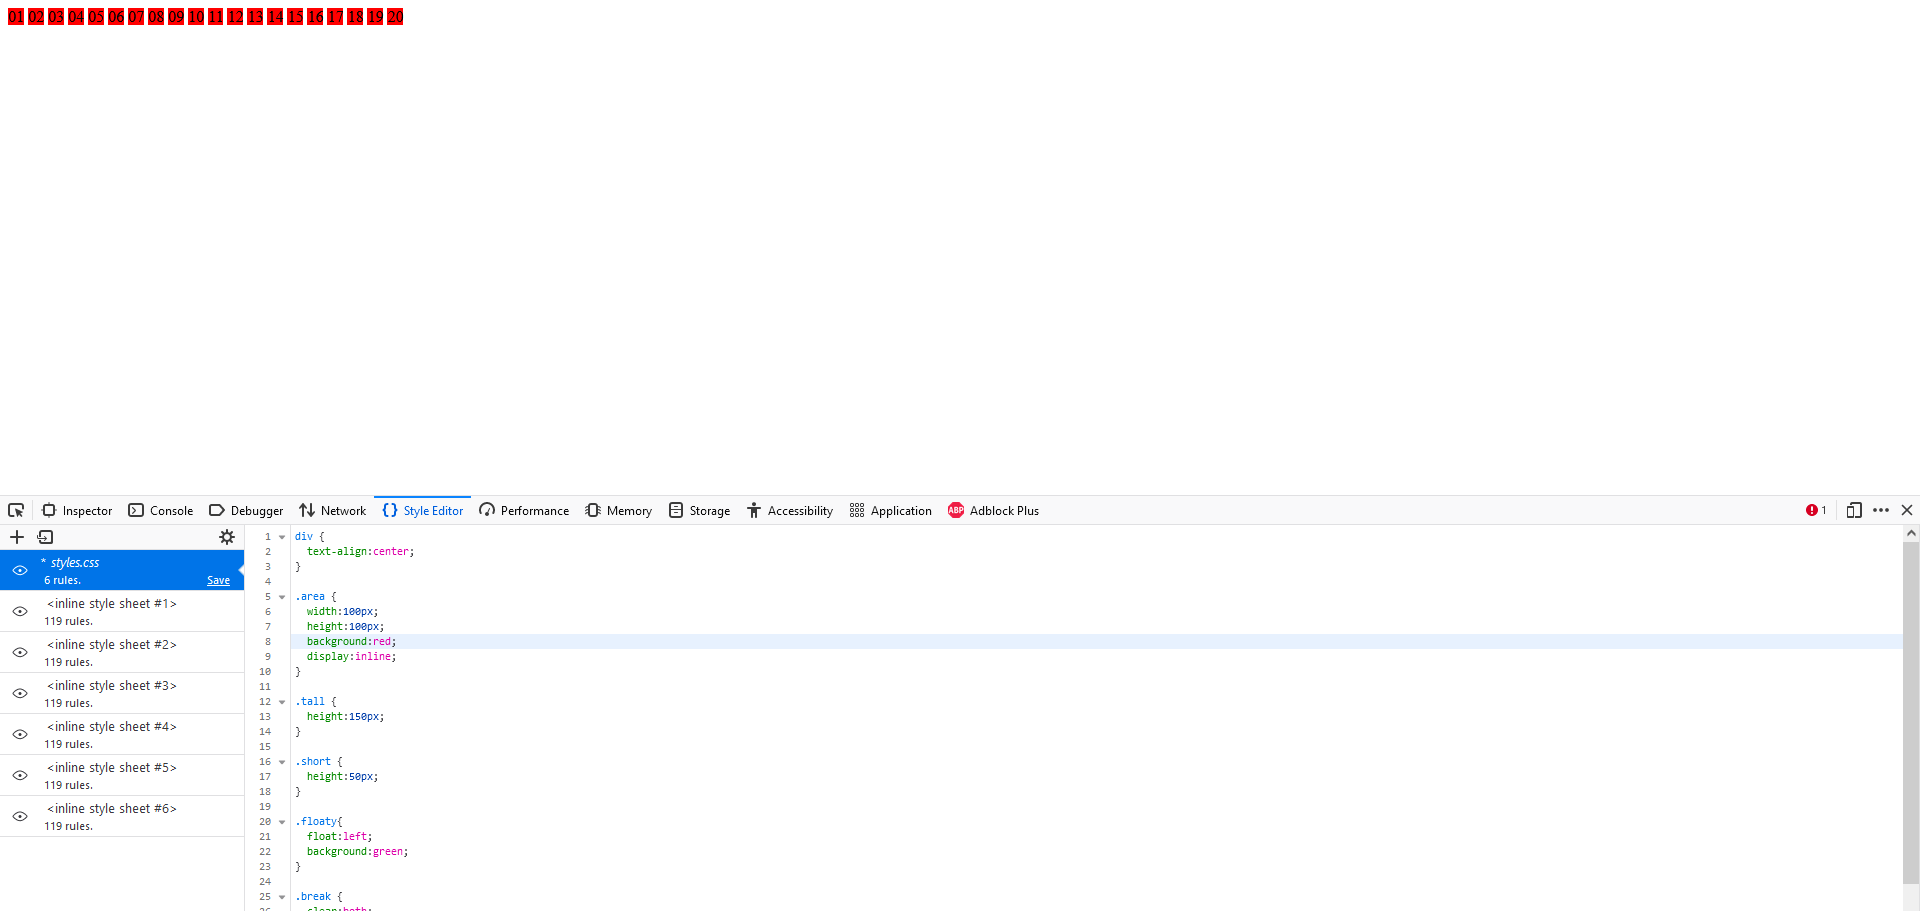 01 02 03 04 05 06 07 08 09 10 11 12 13 14 15 16 17 18 19 20
Inspector Console Debugger Network Style Editor Performance Memory Storage Accessibility Application ABP Adblock Plus 1
* styles.css
6 rules. Save
<inline style sheet #1>
119 rules.
<inline style sheet #2>
119 rules.
<inline style sheet #3>
119 rules.
<inline style sheet #4>
119 rules.
<inline style sheet #5>
119 rules.
<inline style sheet #6>
119 rules.
1 div {
2 text-align:center;
3 }
4
5 .area {
6 width:100px;
7 height:100px;
8 background:red;
9 display:inline;
10 }
11
12 .tall {
13 height:150px;
14 }
15
16 .short {
17 height:50px;
18 }
19
20 .floaty{
21 float:left;
22 background:green;
23 }
24
25 .break {
26 clear:both;